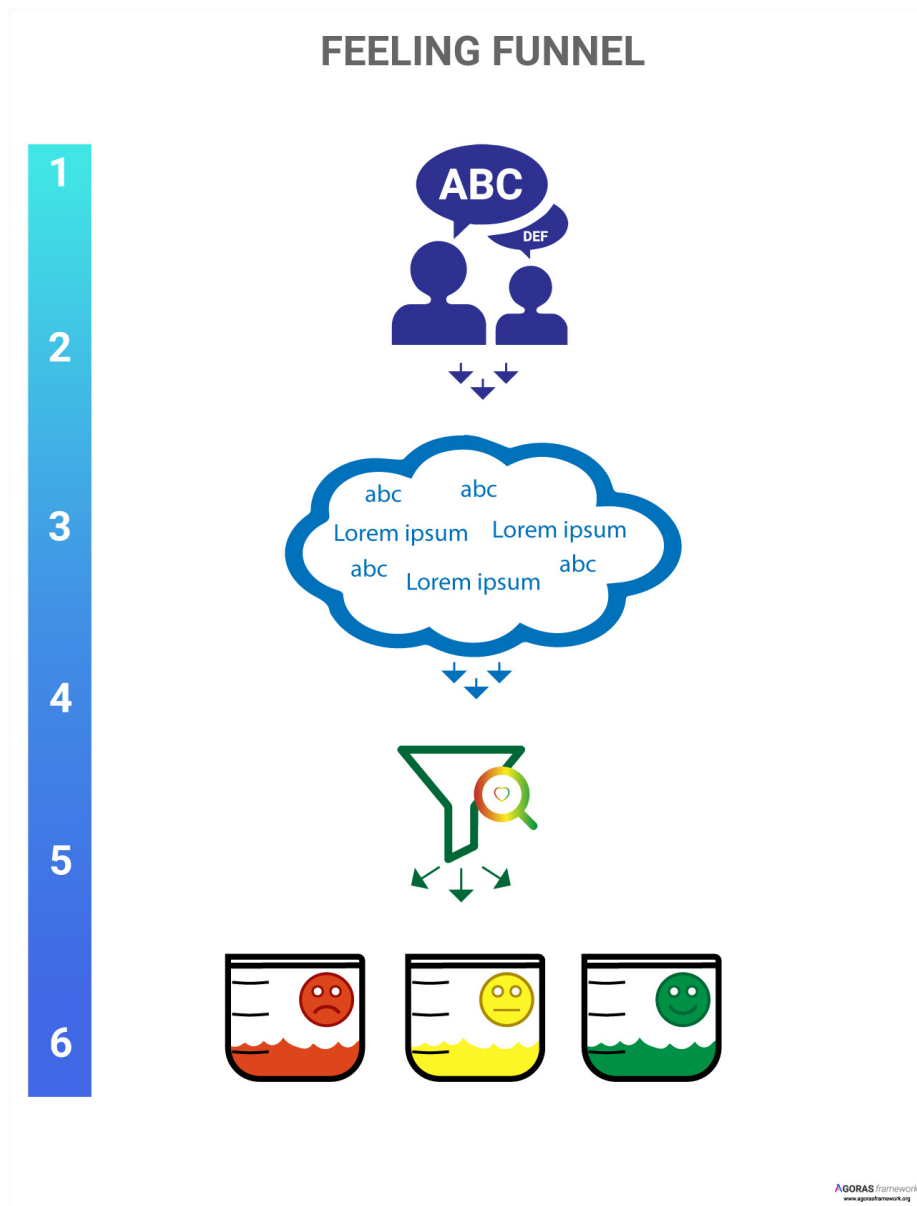 FEELING FUNNEL
1
ABC
DEF
2
abc
abc
3
Lorem ipsum
Lorem ipsum
abc
Lorem ipsum
abc
4
5
6
AGORAS framework
www.agorasframework.org